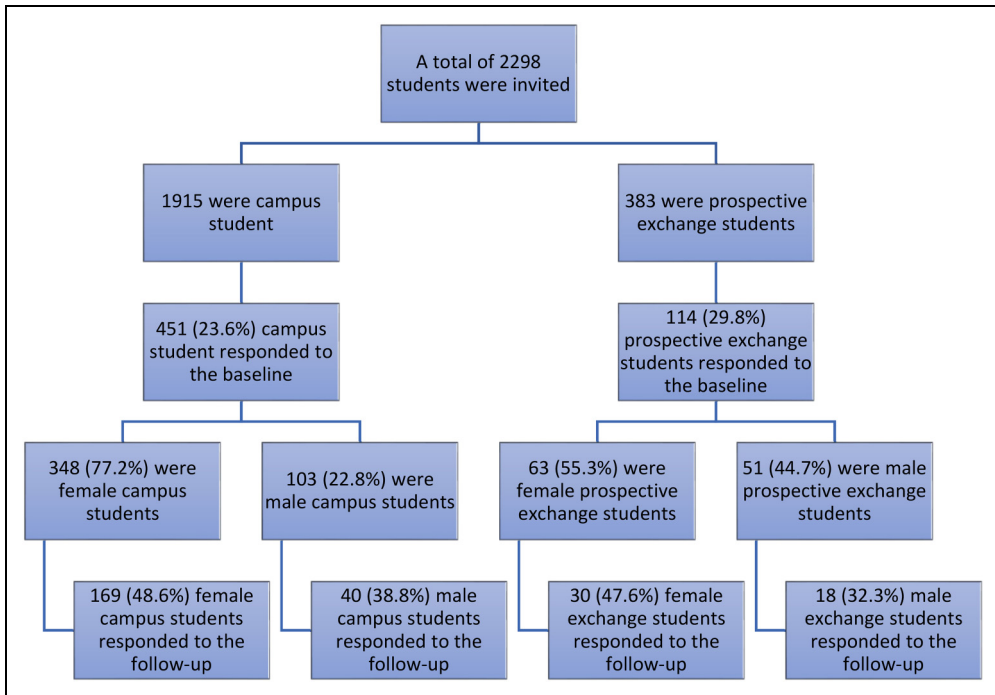 A total of 2298
students were invited
1915 were campus
student
383 were prospective
exchange students
451 (23.6%) campus
student responded to
the baseline
114 (29.8%)
prospective exchange
students responded to
the baseline
348 (77.2%) were
female campus
students
103 (22.8%) were
male campus students
63 (55.3%) were
female prospective
exchange students
51 (44.7%) were male
prospective exchange
students
169 (48.6%) female
campus students
responded to the
follow-up
40 (38.8%) male
campus students
responded to the
follow-up
30 (47.6%) female
exchange students
responded to the
follow-up
18 (32.3%) male
exchange students
responded to the
follow-up